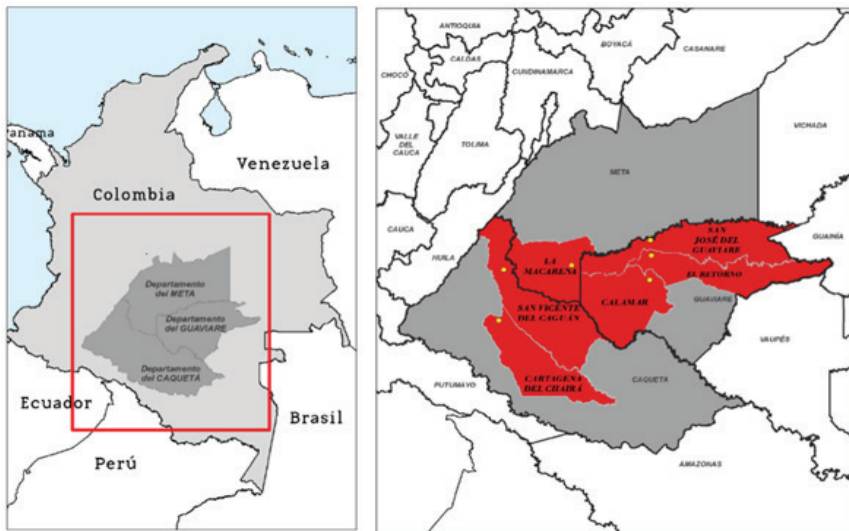 anama
Venezuela
Colombia
Departamento
del META
Departamento
del GUAVIARE
Departamento
del CAQUETÁ
Ecuador
Brasil
Perú
ANTIOQUIA
BOYACÁ
CASANARE
CALDAS
CHOCÓ
CUNDINAMARCA
VICHADA
VALLE
DEL
CAUCA
TOLIMA
META
CAUCA
HUILA
SAN
JOSÉ DEL
GUAVIARE
GUAINÍA
LA
MACARENA
EL RETORNO
CALAMAR
SAN VICENTE
DEL CAGUÁN
GUAVIARE
VAUPÉS
CARTAGENA
DEL CHAIRÁ
CAQUETA
PUTUMAYO
AMAZONAS